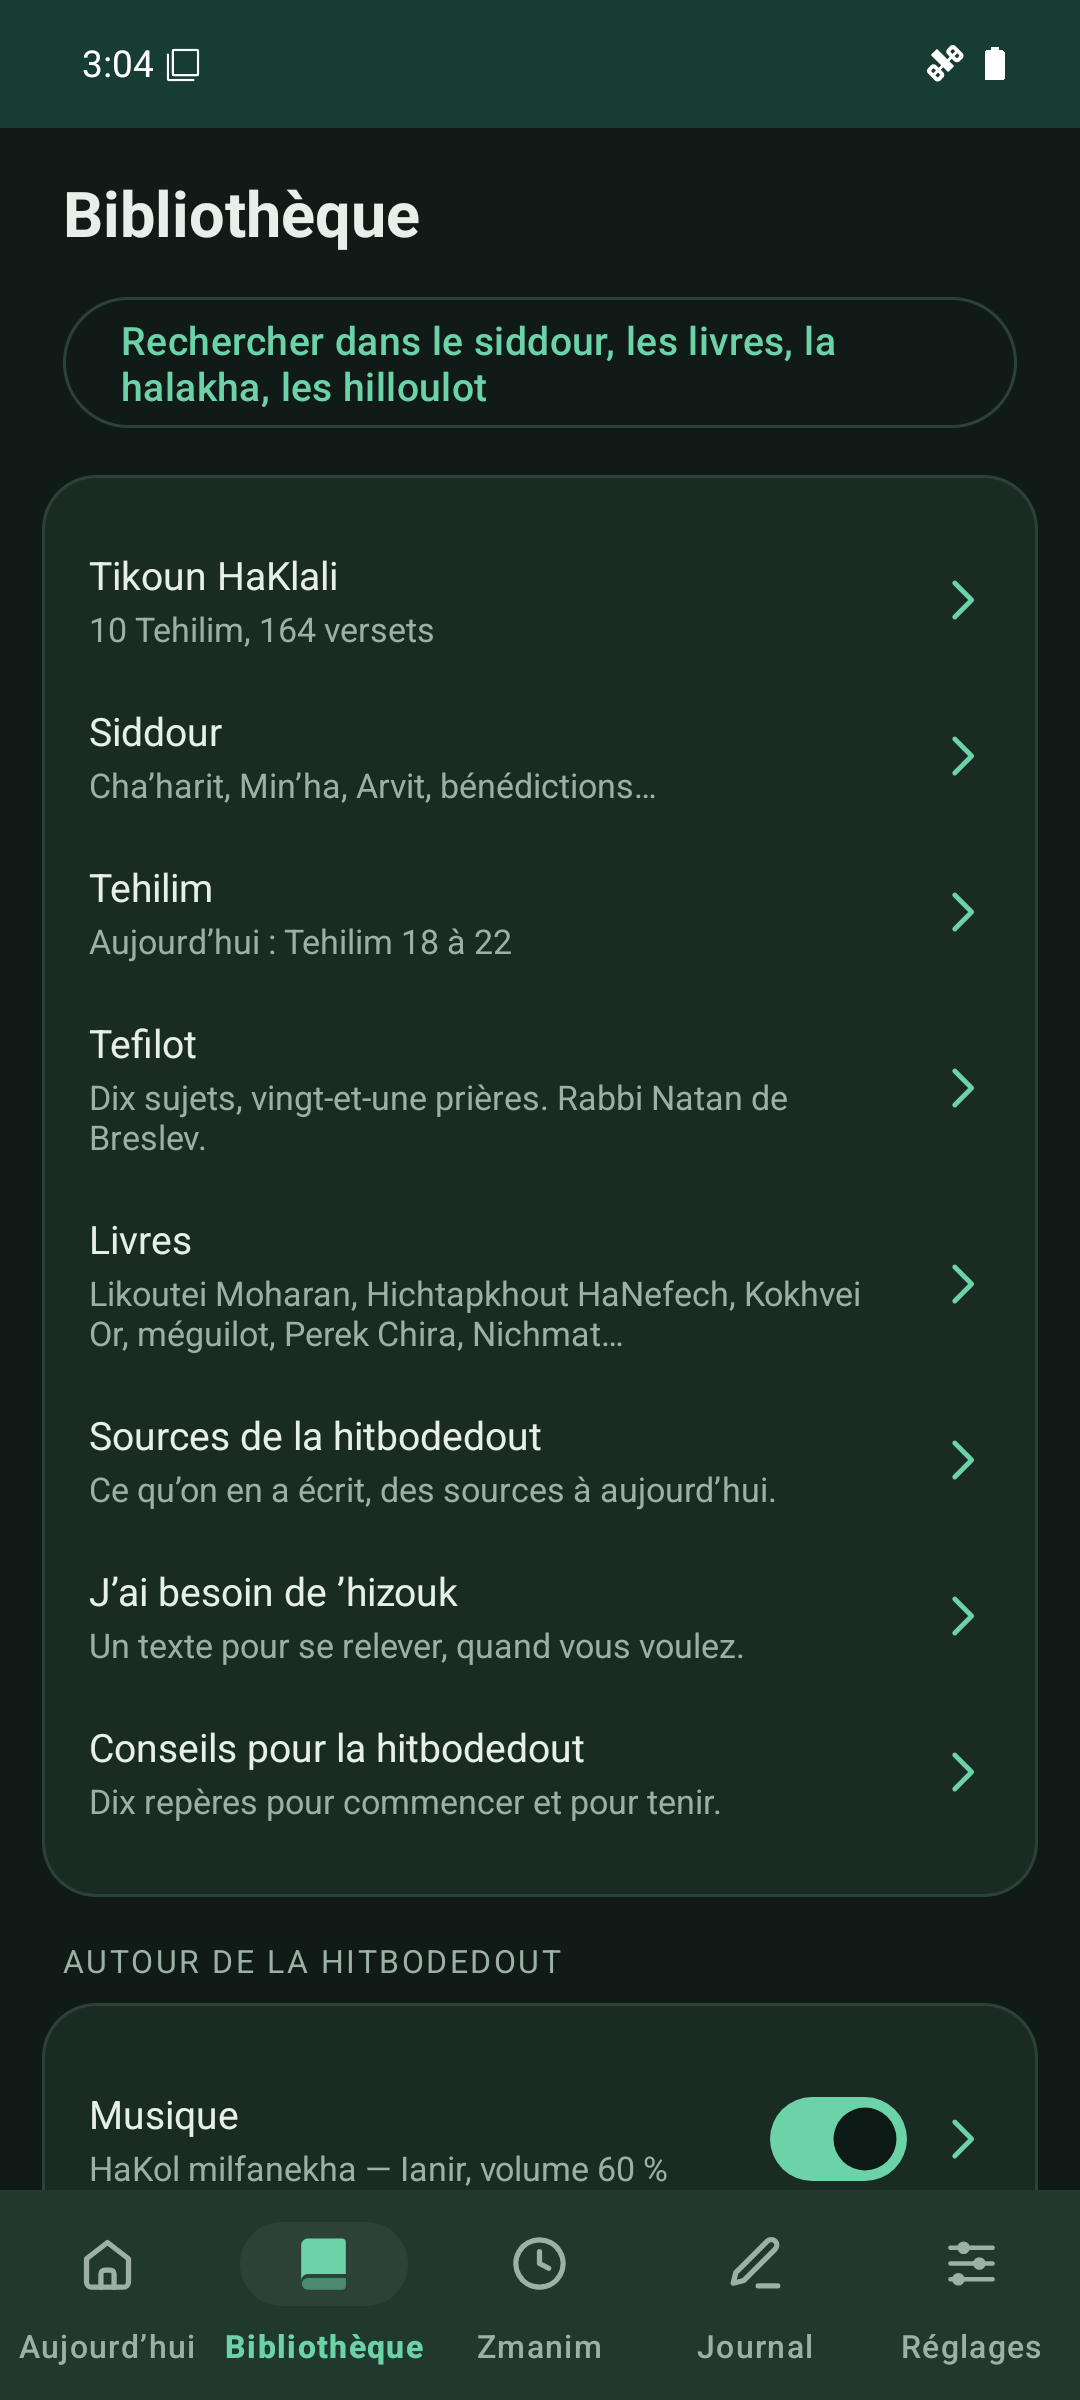 3:04
Bibliothèque
Rechercher dans le siddour, les livres, la
halakha, les hilloulot
Tikoun HaKlali
10 Tehilim, 164 versets
Siddour
Cha’harit, Min’ha, Arvit, bénédictions…
Tehilim
Aujourd’hui : Tehilim 18 à 22
Tefilot
Dix sujets, vingt-et-une prières. Rabbi Natan de
Breslev.
Livres
Likoutei Moharan, Hichtapkhout HaNefech, Kokhvei
Or, méguilot, Perek Chira, Nichmat…
Sources de la hitbodedout
Ce qu’on en a écrit, des sources à aujourd’hui.
J’ai besoin de ’hizouk
Un texte pour se relever, quand vous voulez.
Conseils pour la hitbodedout
Dix repères pour commencer et pour tenir.
AUTOUR DE LA HITBODEDOUT
Musique
HaKol milfanekha — Ianir, volume 60 %
Aujourd’hui
Bibliothèque
Zmanim
Journal
Réglages